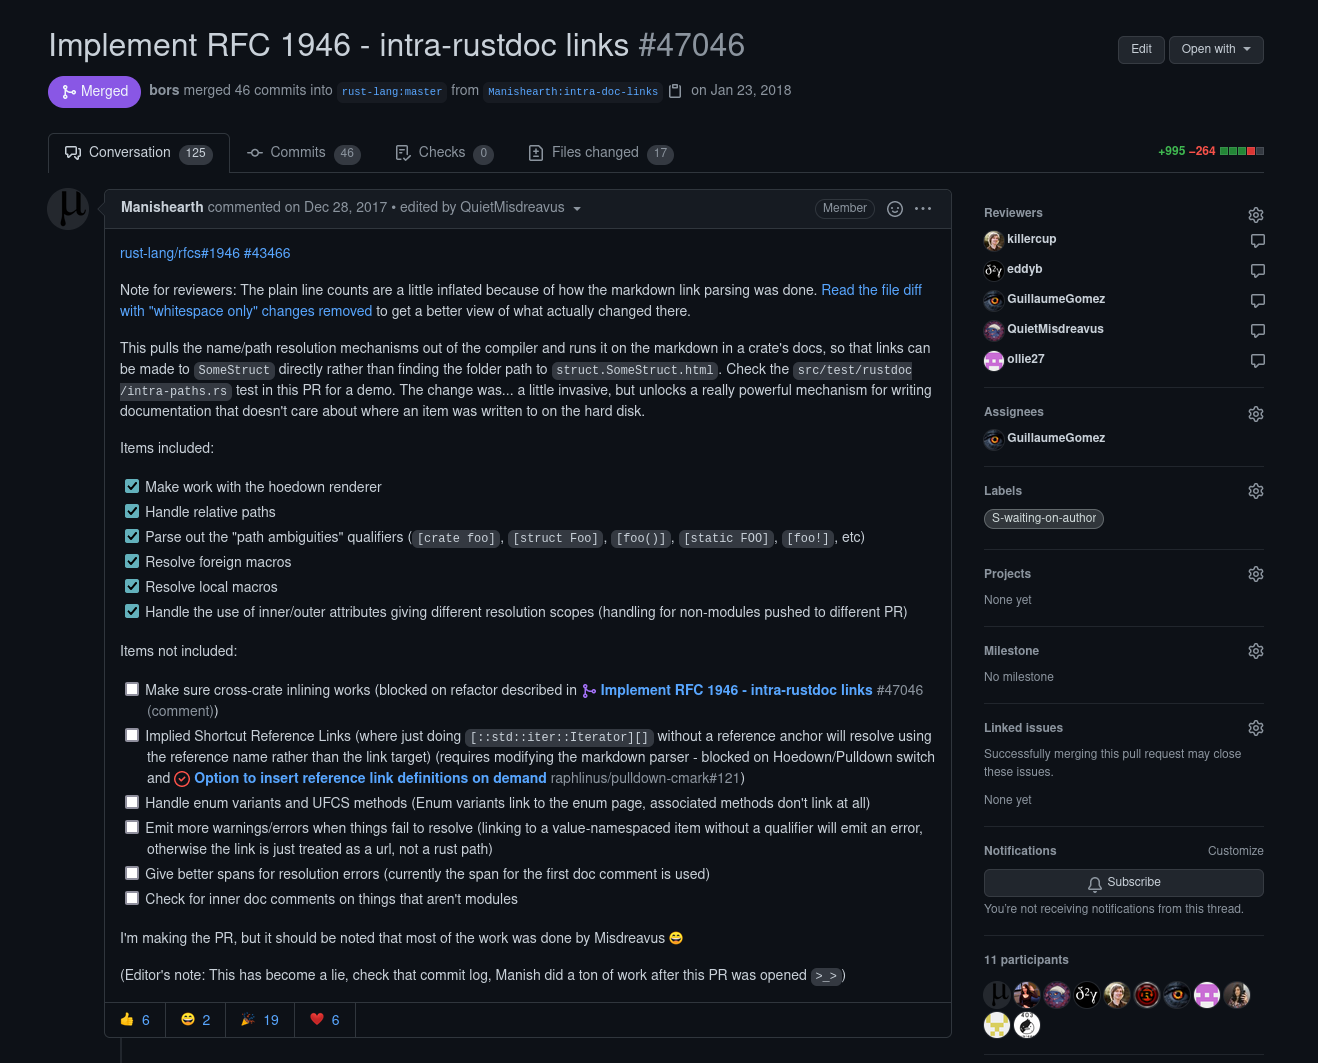 Implement RFC 1946 - intra-rustdoc links #47046
Edit
Open with
Merged
bors merged 46 commits into rust-lang:master from Manishearth:intra-doc-links on Jan 23, 2018
Conversation 125
Commits 46
Checks 0
Files changed 17
+995 −264
μ
Manishearth commented on Dec 28, 2017 • edited by QuietMisdreavus
Member
rust-lang/rfcs#1946 #43466
Note for reviewers: The plain line counts are a little inflated because of how the markdown link parsing was done. Read the file diff
with "whitespace only" changes removed to get a better view of what actually changed there.
This pulls the name/path resolution mechanisms out of the compiler and runs it on the markdown in a crate's docs, so that links can
be made to SomeStruct directly rather than finding the folder path to struct.SomeStruct.html. Check the src/test/rustdoc
/intra-paths.rs test in this PR for a demo. The change was... a little invasive, but unlocks a really powerful mechanism for writing
documentation that doesn't care about where an item was written to on the hard disk.
Items included:
Make work with the hoedown renderer
Handle relative paths
Parse out the "path ambiguities" qualifiers ([crate foo], [struct Foo], [foo()], [static FOO], [foo!], etc)
Resolve foreign macros
Resolve local macros
Handle the use of inner/outer attributes giving different resolution scopes (handling for non-modules pushed to different PR)
Items not included:
Make sure cross-crate inlining works (blocked on refactor described in Implement RFC 1946 - intra-rustdoc links #47046
(comment))
Implied Shortcut Reference Links (where just doing [::std::iter::Iterator][] without a reference anchor will resolve using
the reference name rather than the link target) (requires modifying the markdown parser - blocked on Hoedown/Pulldown switch
and Option to insert reference link definitions on demand raphlinus/pulldown-cmark#121)
Handle enum variants and UFCS methods (Enum variants link to the enum page, associated methods don't link at all)
Emit more warnings/errors when things fail to resolve (linking to a value-namespaced item without a qualifier will emit an error,
otherwise the link is just treated as a url, not a rust path)
Give better spans for resolution errors (currently the span for the first doc comment is used)
Check for inner doc comments on things that aren't modules
I'm making the PR, but it should be noted that most of the work was done by Misdreavus 😄
(Editor's note: This has become a lie, check that commit log, Manish did a ton of work after this PR was opened >_>)
👍 6
😄 2
🎉 19
❤️ 6
Reviewers
killercup
eddyb
GuillaumeGomez
QuietMisdreavus
ollie27
Assignees
GuillaumeGomez
Labels
S-waiting-on-author
Projects
None yet
Milestone
No milestone
Linked issues
Successfully merging this pull request may close
these issues.
None yet
Notifications
Customize
Subscribe
You're not receiving notifications from this thread.
11 participants